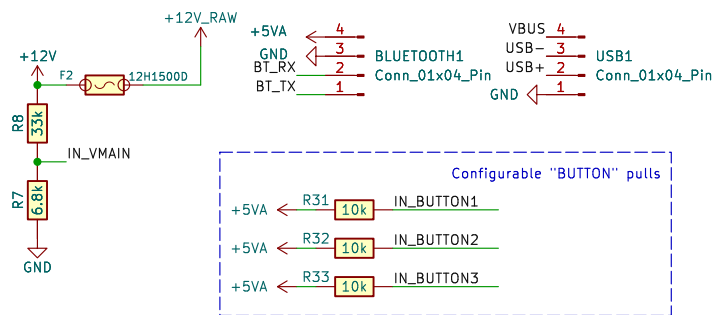 +12V_RAW
+12V
F2
12H1500D
R8
33k
IN_VMAIN
R7
6.8k
GND
+5VA
4
GND
3
BLUETOOTH1
BT_RX
2
Conn_01x04_Pin
BT_TX
1
VBUS
4
USB-
3
USB1
USB+
2
Conn_01x04_Pin
GND
1
Configurable "BUTTON" pulls
+5VA
R31
10k
IN_BUTTON1
+5VA
R32
10k
IN_BUTTON2
+5VA
R33
10k
IN_BUTTON3